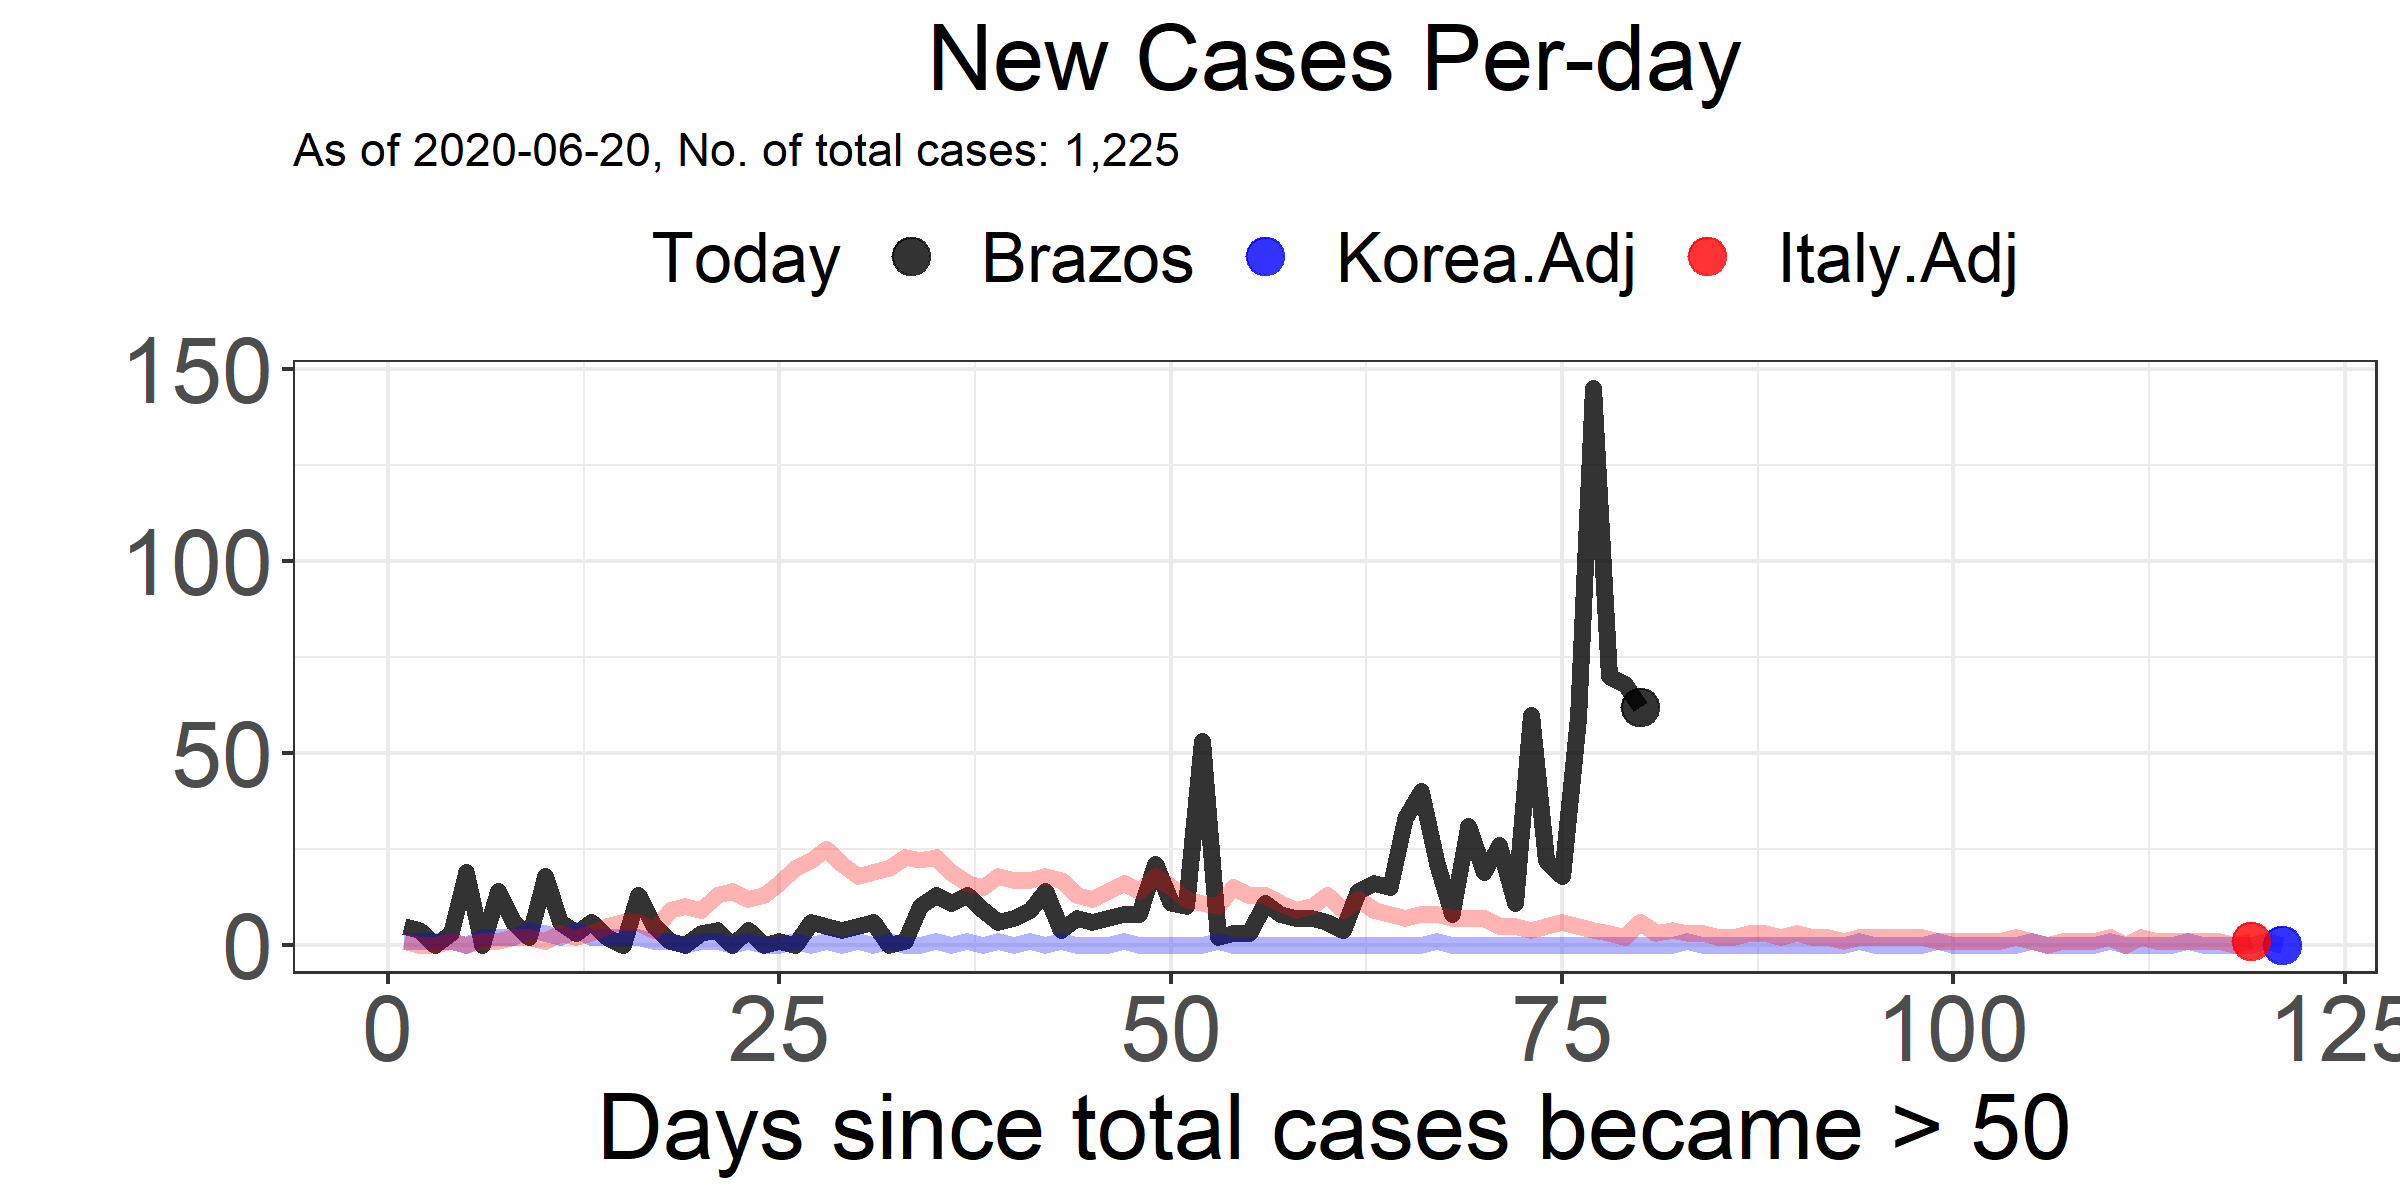 New Cases Per-day
As of 2020-06-20, No. of total cases: 1,225
Today Brazos Korea.Adj Italy.Adj
150
100
50
0
0 25 50 75 100 125
Days since total cases became > 50